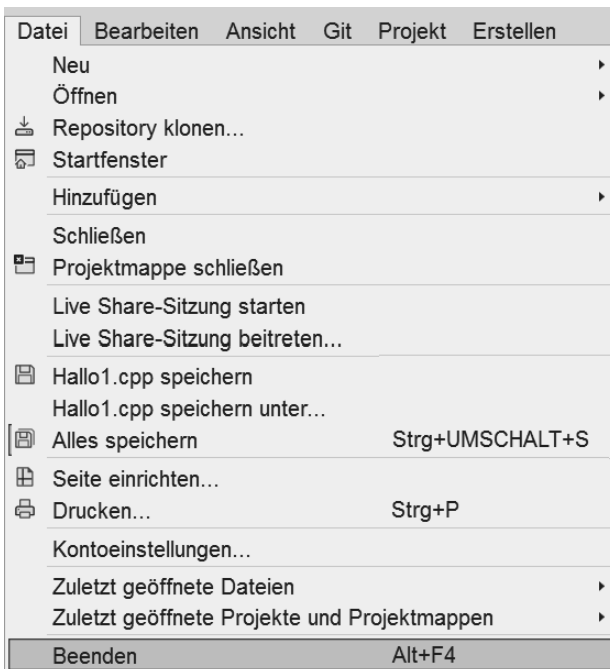 Datei Bearbeiten Ansicht Git Projekt Erstellen
Neu
Öffnen
Repository klonen...
Startfenster
Hinzufügen
Schließen
Projektmappe schließen
Live Share-Sitzung starten
Live Share-Sitzung beitreten...
Hallo1.cpp speichern
Hallo1.cpp speichern unter...
Alles speichern Strg+UMSCHALT+S
Seite einrichten...
Drucken... Strg+P
Kontoeinstellungen...
Zuletzt geöffnete Dateien
Zuletzt geöffnete Projekte und Projektmappen
Beenden Alt+F4